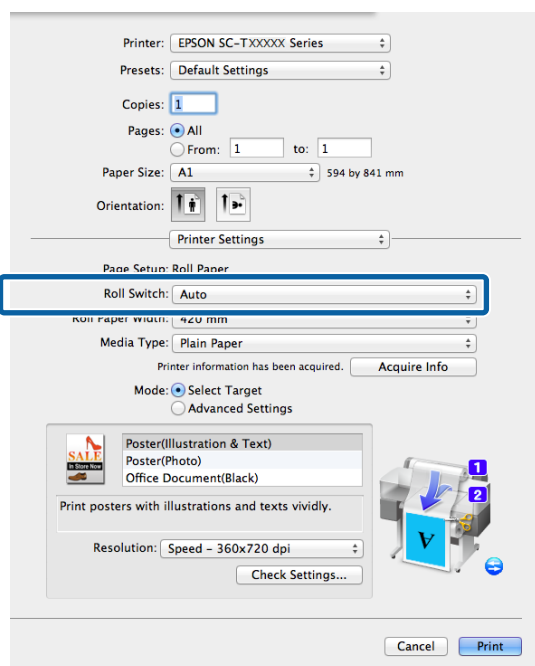 Printer: EPSON SC-TXXXXX Series
Presets: Default Settings
Copies: 1
Pages: All
From: 1 to: 1
Paper Size: A1 594 by 841 mm
Orientation:
Printer Settings
Page Setup: Roll Paper
Roll Switch: Auto
Roll Paper Width: 420 mm
Media Type: Plain Paper
Printer information has been acquired. Acquire Info
Mode: Select Target
Advanced Settings
SALE
In Store Now
Poster(Illustration & Text)
Poster(Photo)
Office Document(Black)
Print posters with illustrations and texts vividly.
Resolution: Speed – 360x720 dpi
Check Settings...
1
2
A
Cancel Print